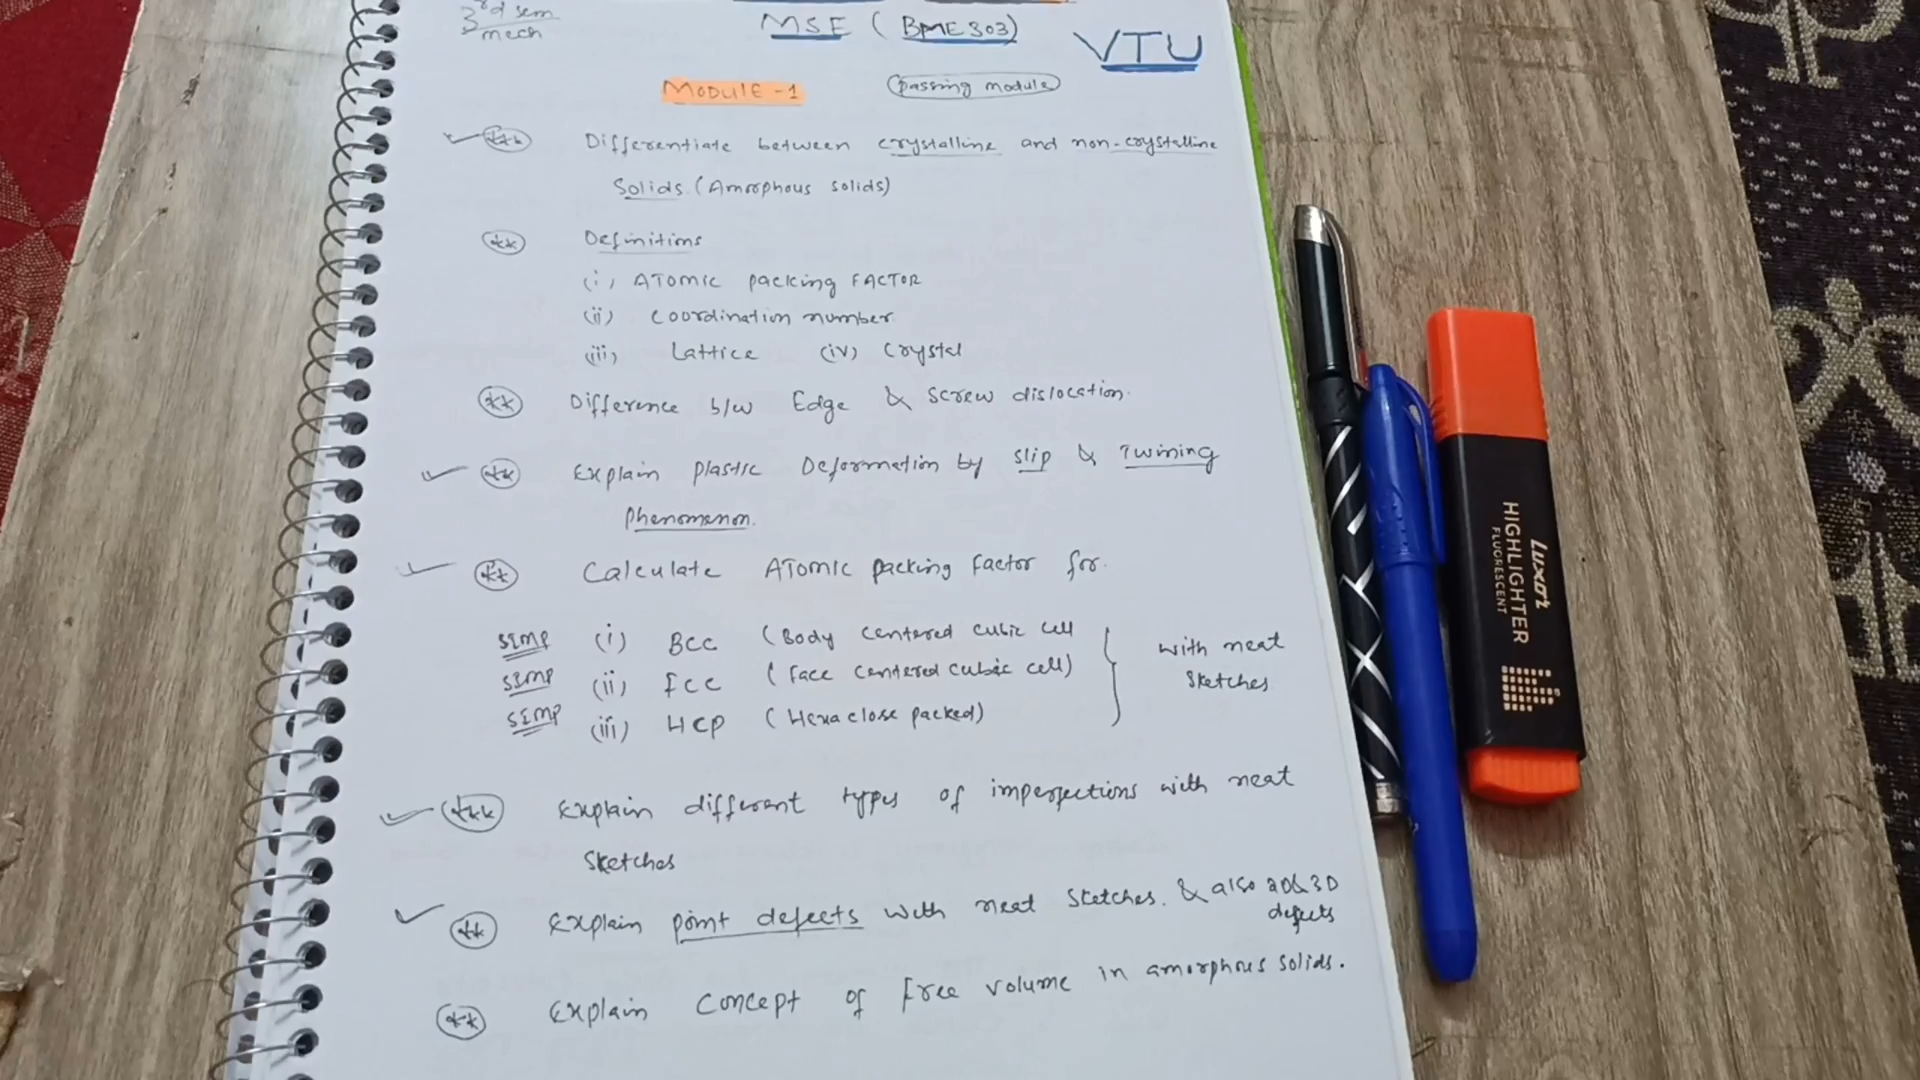 3rd sem
mech
MSE (BME303)
VTU
MODULE-1
passing module
*** Differentiate between crystalline and non-crystalline
Solids (Amorphous solids)
** Definitions
(i) ATOMIC packing FACTOR
(ii) Coordination number
(iii) Lattice (iv) Crystal
** Difference b/w Edge & screw dislocation.
** Explain plastic Deformation by slip & Twining
Phenomenon.
** Calculate ATOMIC packing factor for.
SIMP (i) BCC (Body centered cubic cell
SIMP (ii) FCC (Face centered cubic cell)
SIMP (iii) HCP (Hexa close packed)
with neat
sketches
*** Explain different types of imperfections with neat
Sketches
** Explain point defects with neat sketches. & also 2D&3D
defects
** Explain concept of free volume in amorphous solids.
Luxor
HIGHLIGHTER
FLUORESCENT